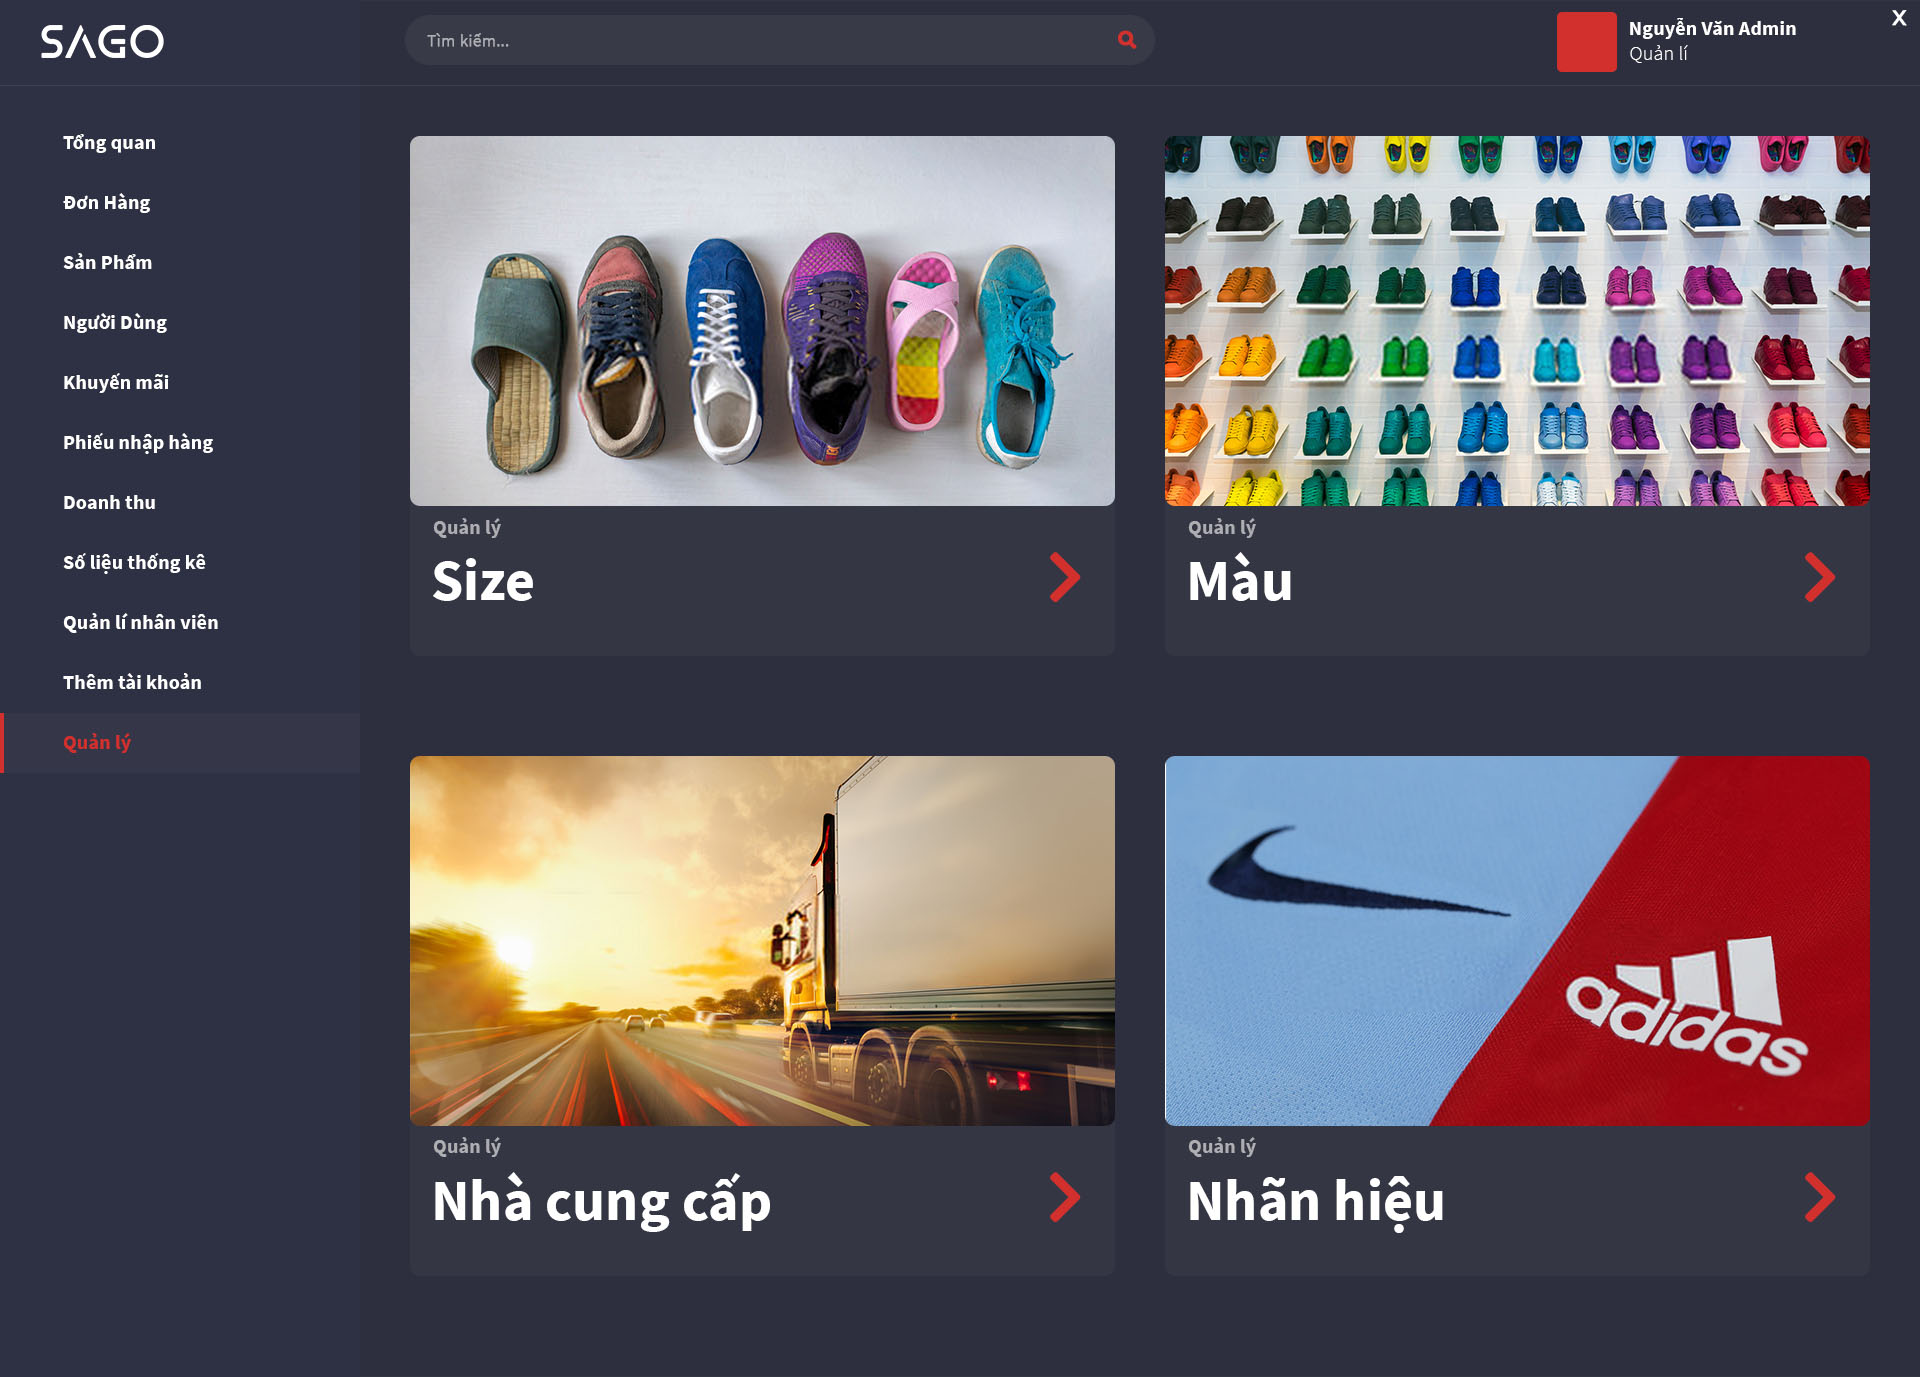 SAGO
Tìm kiếm...
Nguyễn Văn Admin
Quản lí
X
Tổng quan
Đơn Hàng
Sản Phẩm
Người Dùng
Khuyến mãi
Phiếu nhập hàng
Doanh thu
Số liệu thống kê
Quản lí nhân viên
Thêm tài khoản
Quản lý
Quản lý
Size
Quản lý
Màu
Quản lý
Nhà cung cấp
adidas
Quản lý
Nhãn hiệu